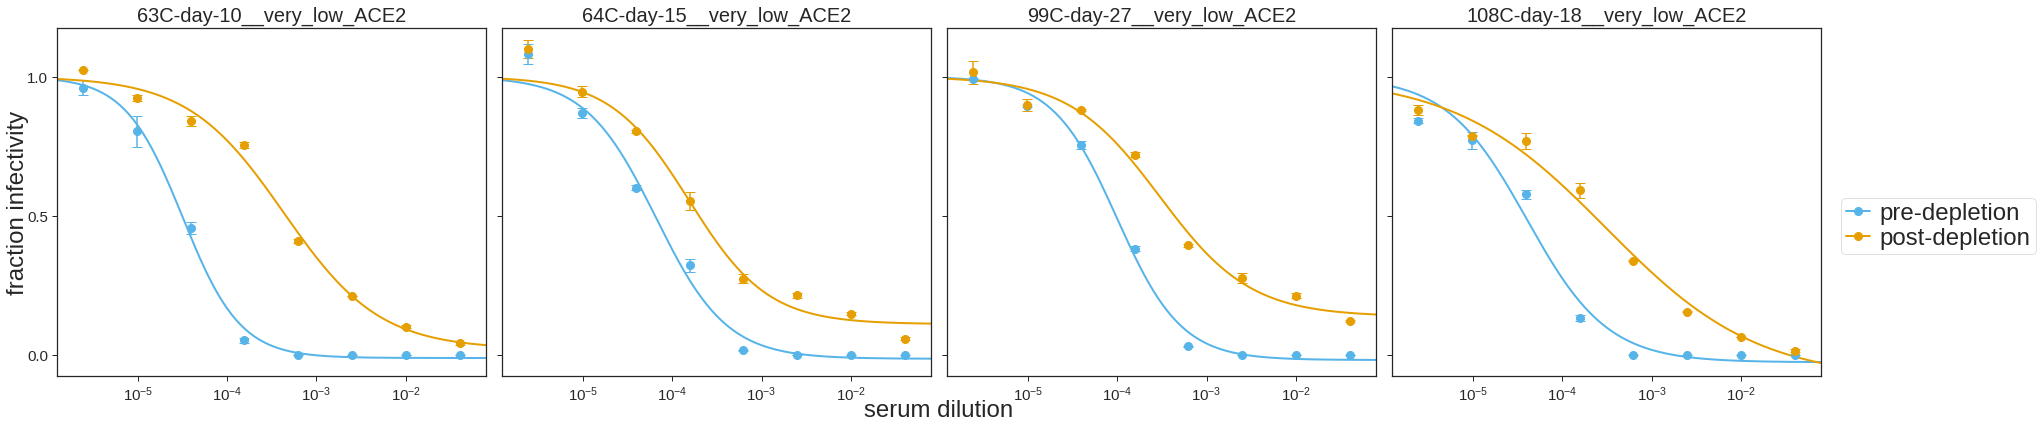 63C-day-10__very_low_ACE2
64C-day-15__very_low_ACE2
99C-day-27__very_low_ACE2
108C-day-18__very_low_ACE2
fraction infectivity
1.0
0.5
0.0
10⁻⁵ 10⁻⁴ 10⁻³ 10⁻²
10⁻⁵ 10⁻⁴ 10⁻³ 10⁻²
10⁻⁵ 10⁻⁴ 10⁻³ 10⁻²
10⁻⁵ 10⁻⁴ 10⁻³ 10⁻²
serum dilution
pre-depletion
post-depletion